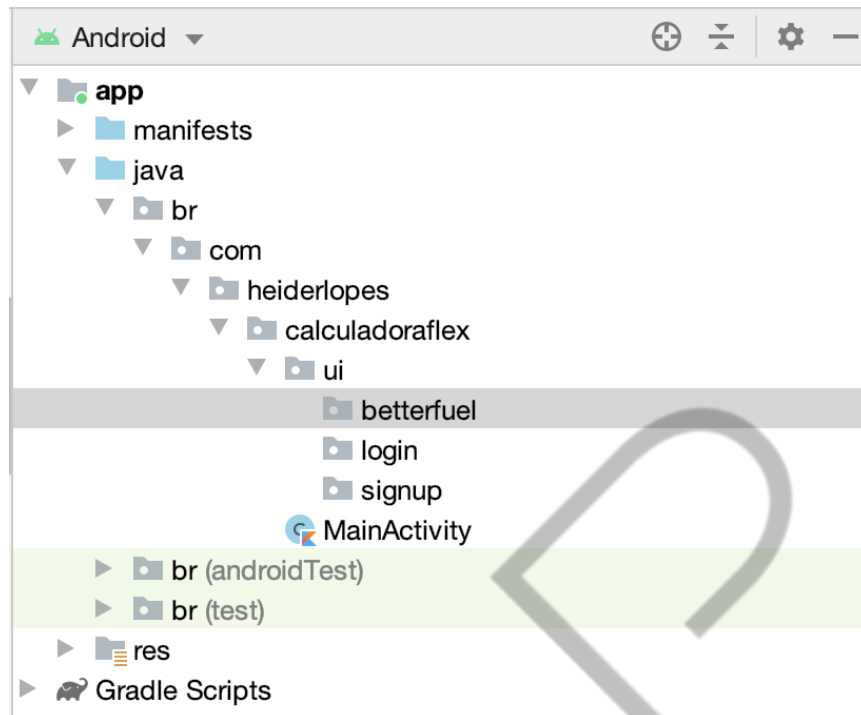 Android
app
manifests
java
br
com
heiderlopes
calculadoraflex
ui
betterfuel
login
signup
MainActivity
br (androidTest)
br (test)
res
Gradle Scripts